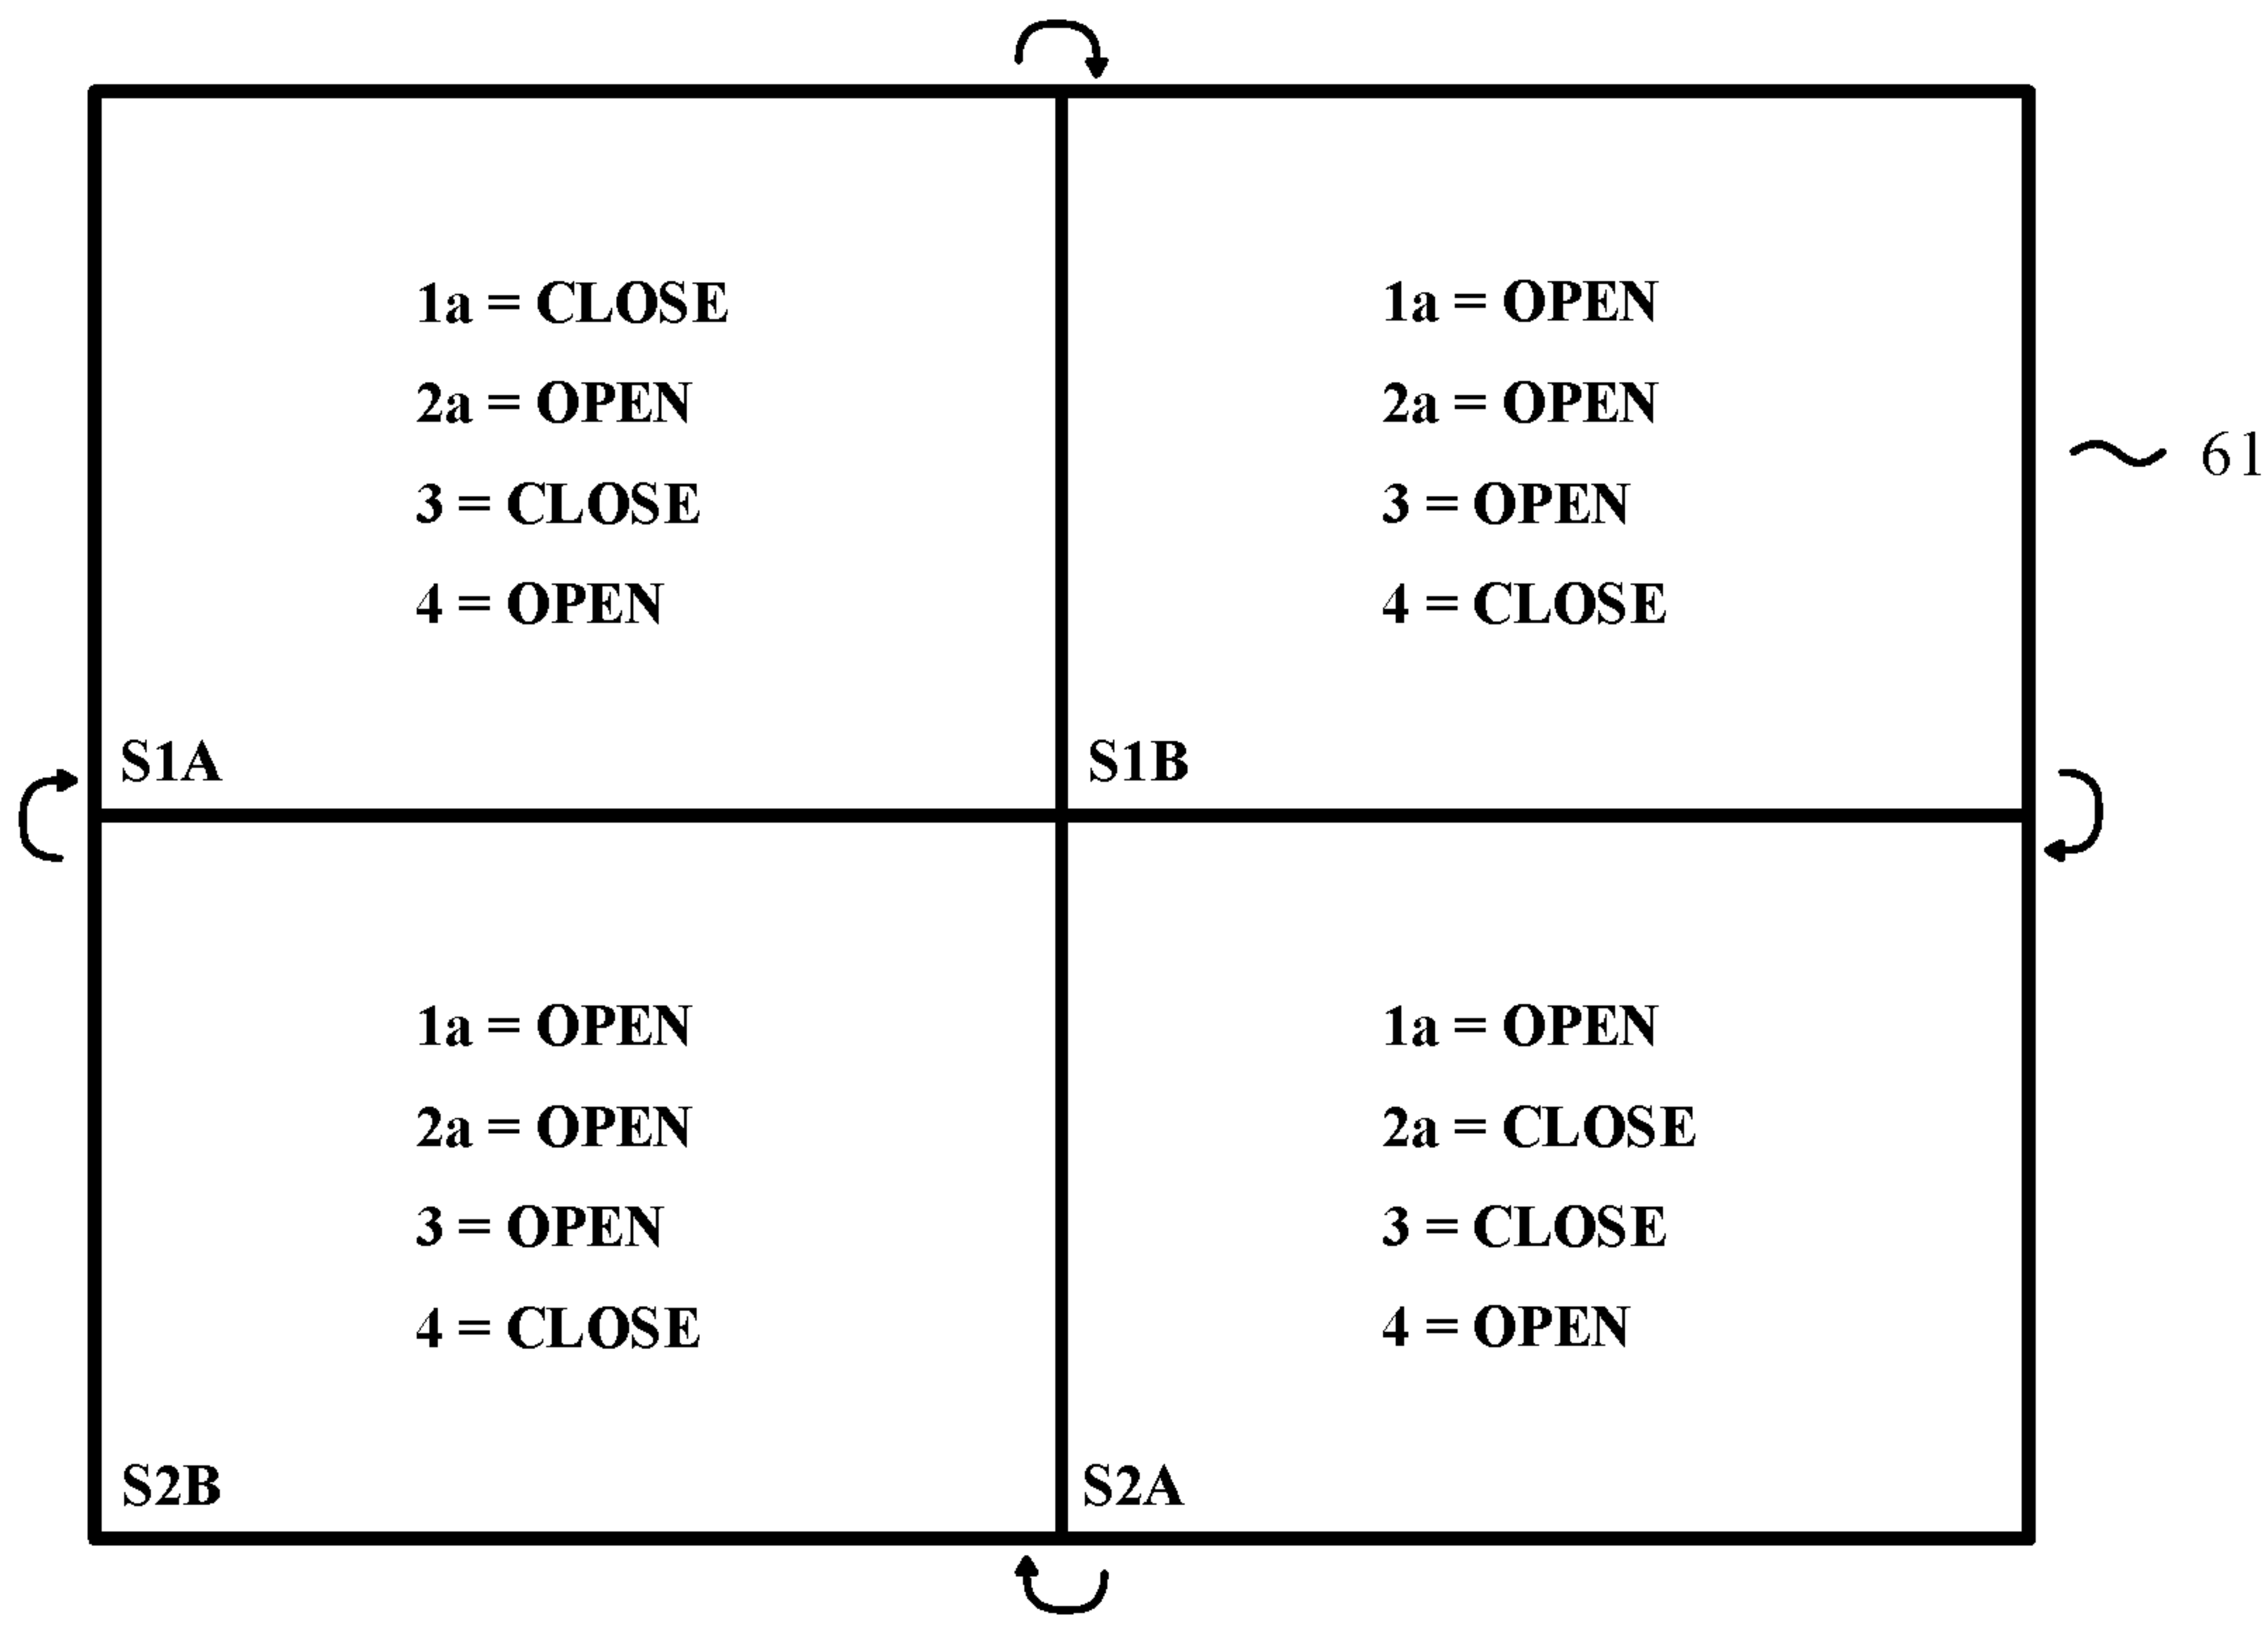 1a = CLOSE
2a = OPEN
3 = CLOSE
4 = OPEN
S1A
1a = OPEN
2a = OPEN
3 = OPEN
4 = CLOSE
S1B
61
1a = OPEN
2a = OPEN
3 = OPEN
4 = CLOSE
S2B
1a = OPEN
2a = CLOSE
3 = CLOSE
4 = OPEN
S2A